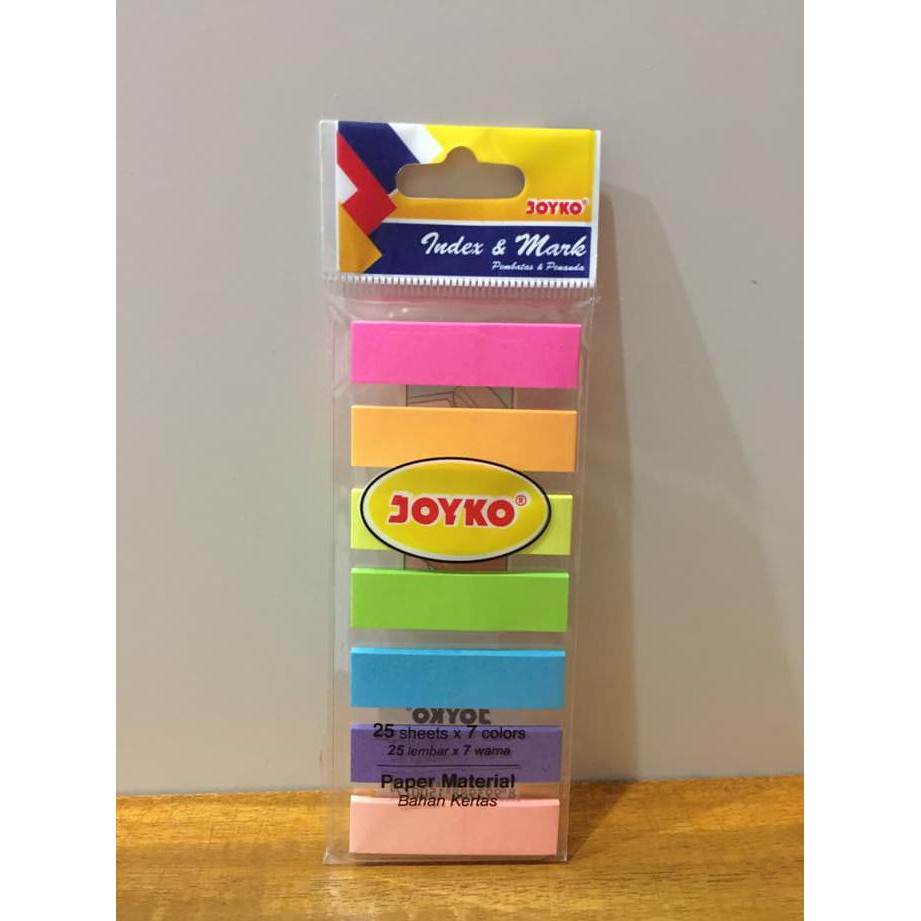 JOYKO®
Index & Mark
Pembatas & Penanda
JOYKO®
JOYKO
25 sheets x 7 colors
25 lembar x 7 warna
Paper Material
Bahan Kertas